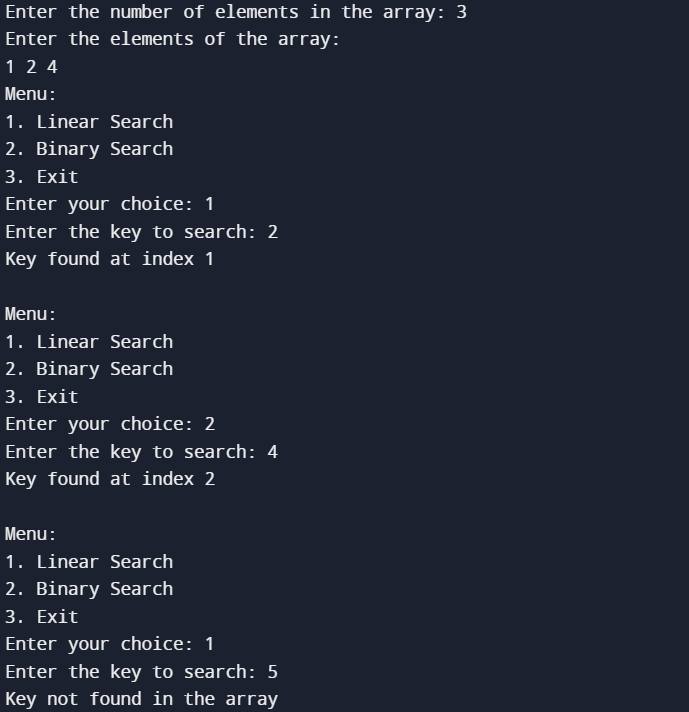 Enter the number of elements in the array: 3
Enter the elements of the array:
1 2 4
Menu:
1. Linear Search
2. Binary Search
3. Exit
Enter your choice: 1
Enter the key to search: 2
Key found at index 1
Menu:
1. Linear Search
2. Binary Search
3. Exit
Enter your choice: 2
Enter the key to search: 4
Key found at index 2
Menu:
1. Linear Search
2. Binary Search
3. Exit
Enter your choice: 1
Enter the key to search: 5
Key not found in the array